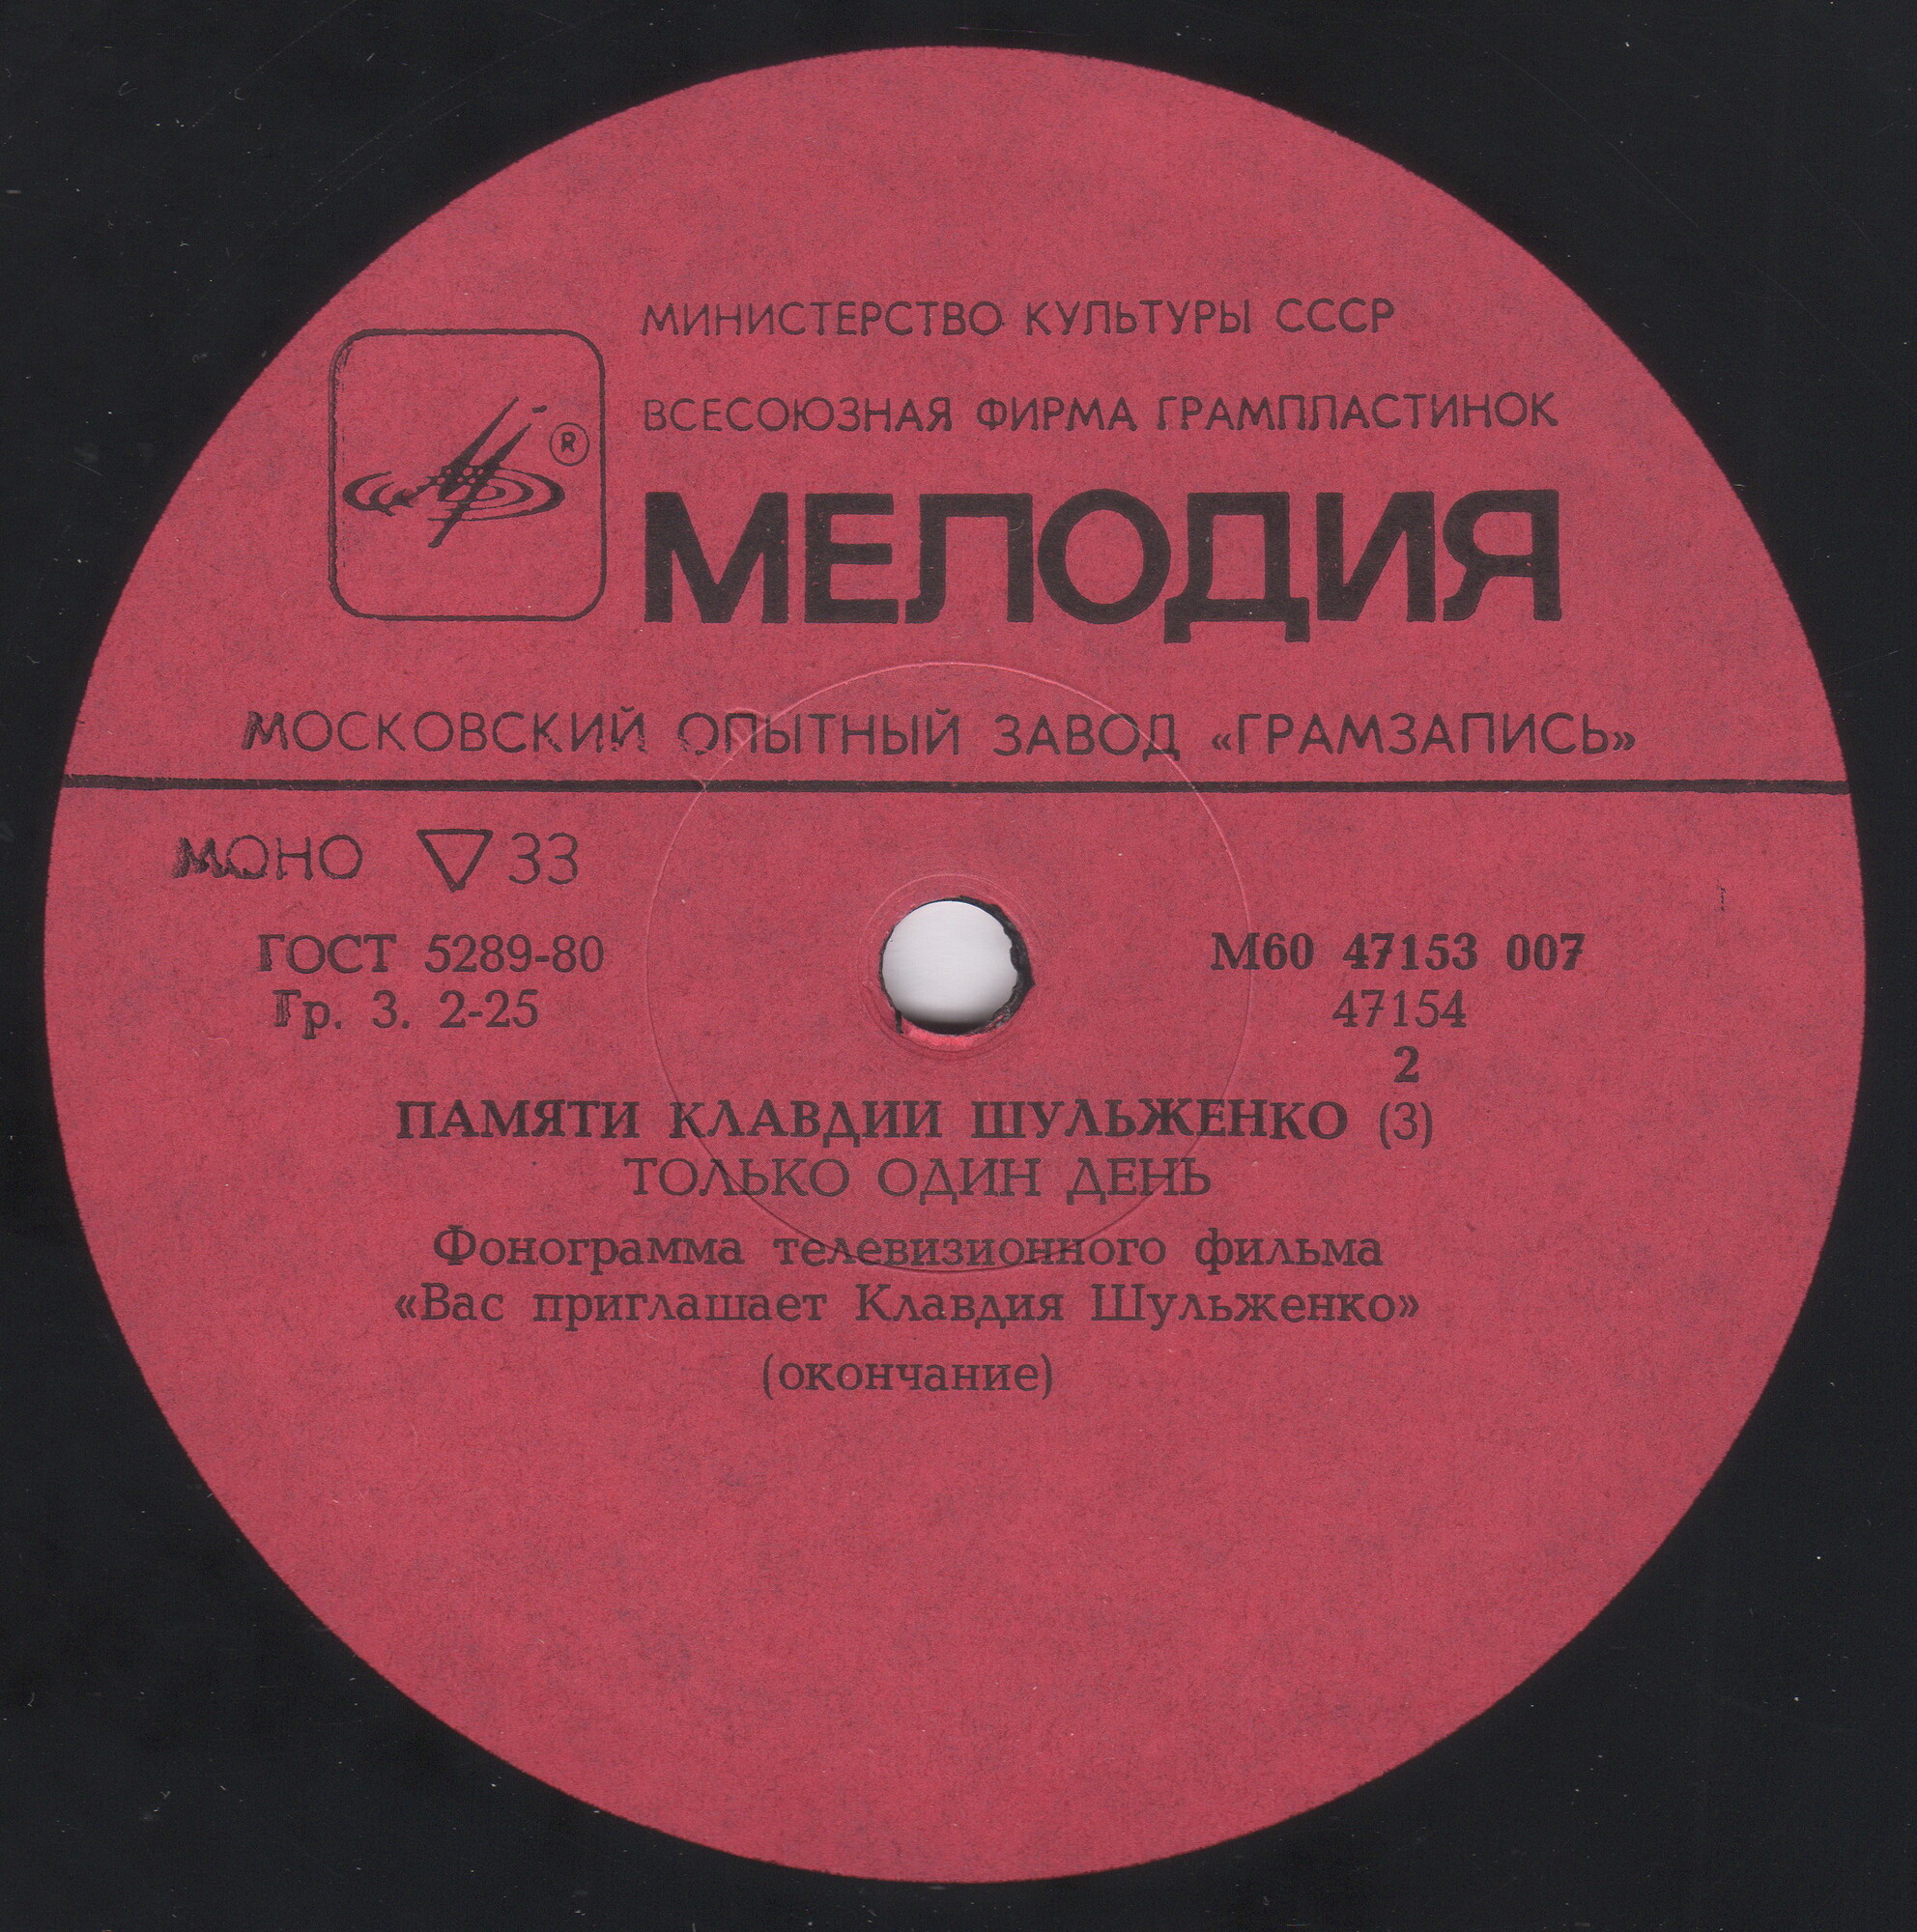 МИНИСТЕРСТВО КУЛЬТУРЫ СССР
ВСЕСОЮЗНАЯ ФИРМА ГРАМПЛАСТИНОК
®
МЕЛОДИЯ
МОСКОВСКИЙ ОПЫТНЫЙ ЗАВОД «ГРАМЗАПИСЬ»
МОНО ▽ 33
ГОСТ 5289-80 М60 47153 007
Гр. 3. 2-25 47154
2
ПАМЯТИ КЛАВДИИ ШУЛЬЖЕНКО (3)
ТОЛЬКО ОДИН ДЕНЬ
Фонограмма телевизионного фильма
«Вас приглашает Клавдия Шульженко»
(окончание)